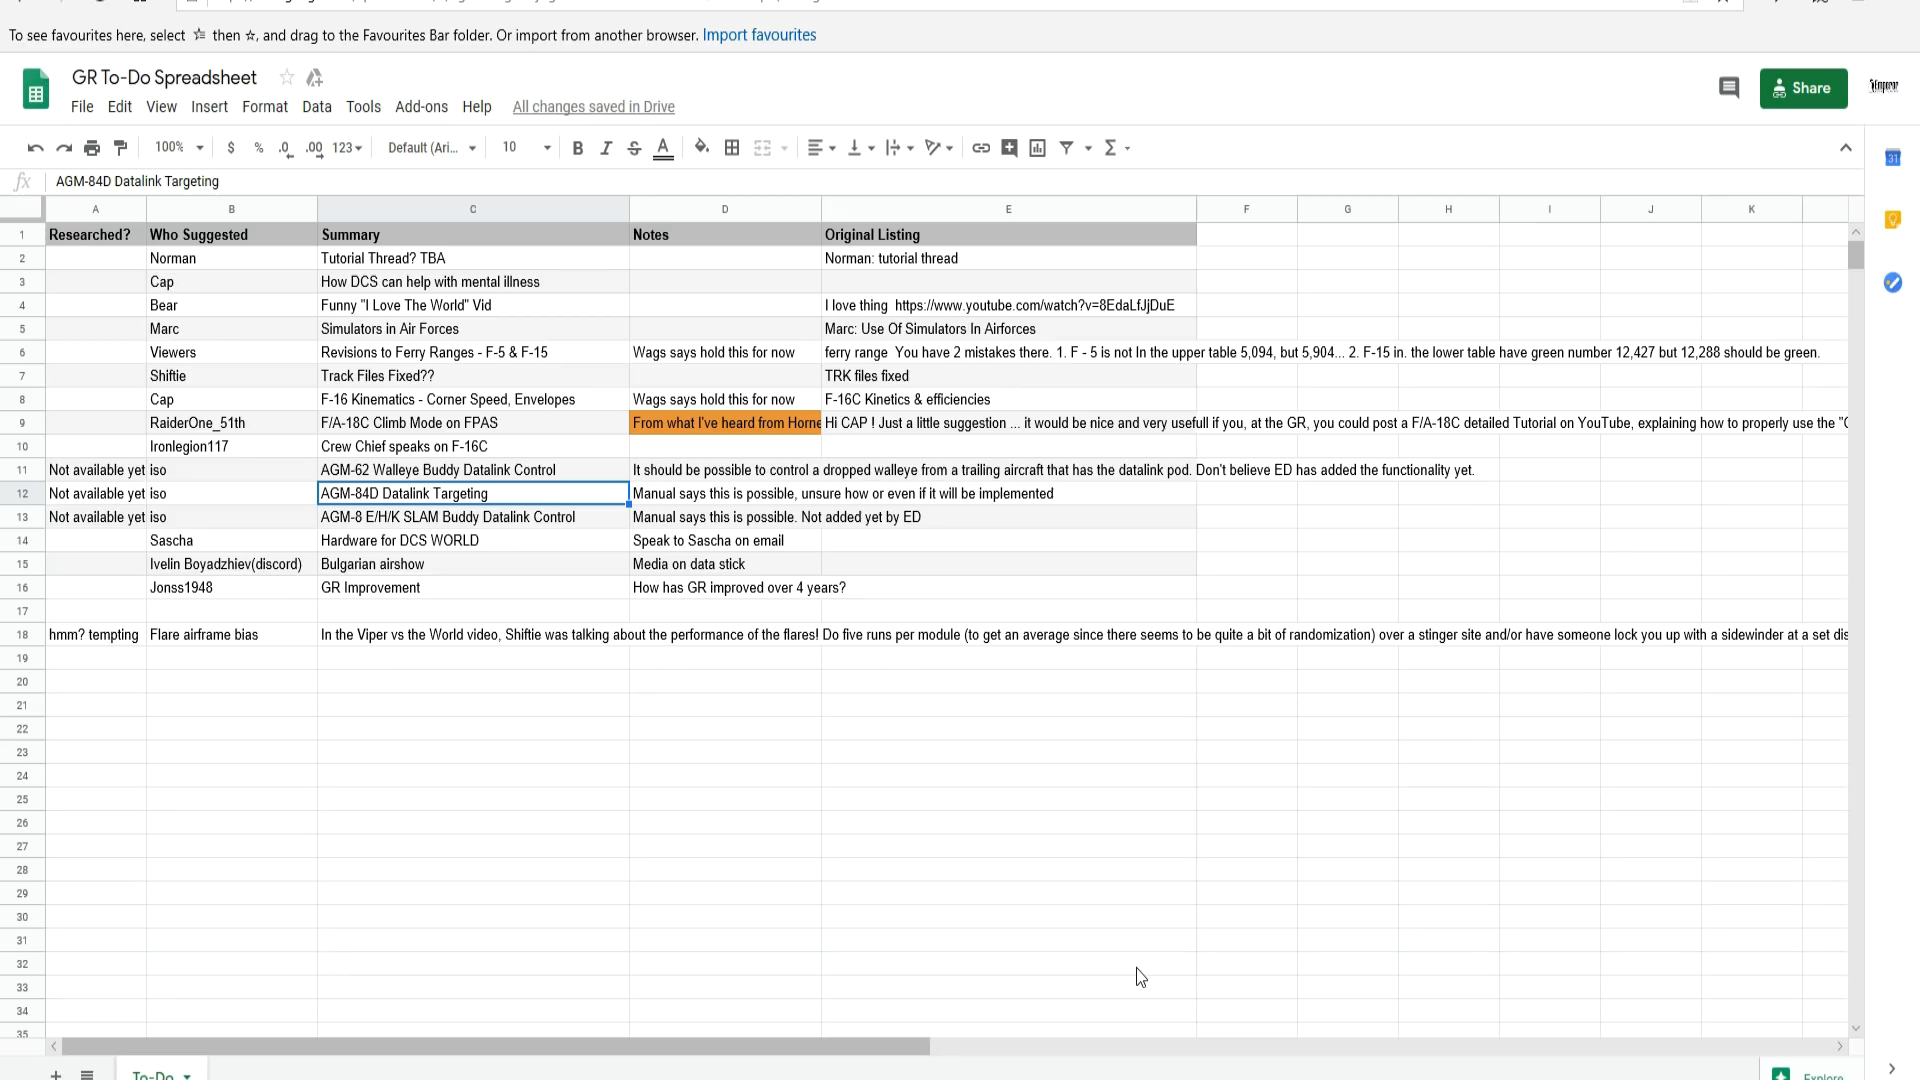 To see favourites here, select then, and drag to the Favourites Bar folder. Or import from another browser. Import favourites
GR To-Do Spreadsheet
File Edit View Insert Format Data Tools Add-ons Help All changes saved in Drive
Share
100% $ % .0 .00 123 Default (Ari... 10 B I S A
fx AGM-84D Datalink Targeting
A B C D E F G H I J K
1 Researched? Who Suggested Summary Notes Original Listing
2 Norman Tutorial Thread? TBA Norman: tutorial thread
3 Cap How DCS can help with mental illness
4 Bear Funny "I Love The World" Vid I love thing https://www.youtube.com/watch?v=8EdaLfJjDuE
5 Marc Simulators in Air Forces Marc: Use Of Simulators In Airforces
6 Viewers Revisions to Ferry Ranges - F-5 & F-15 Wags says hold this for now ferry range You have 2 mistakes there. 1. F - 5 is not In the upper table 5,094, but 5,904... 2. F-15 in. the lower table have green number 12,427 but 12,288 should be green.
7 Shiftie Track Files Fixed?? TRK files fixed
8 Cap F-16 Kinematics - Corner Speed, Envelopes Wags says hold this for now F-16C Kinetics & efficiencies
9 RaiderOne_51th F/A-18C Climb Mode on FPAS From what I've heard from Horne Hi CAP ! Just a little suggestion ... it would be nice and very usefull if you, at the GR, you could post a F/A-18C detailed Tutorial on YouTube, explaining how to properly use the "
10 Ironlegion117 Crew Chief speaks on F-16C
11 Not available yet iso AGM-62 Walleye Buddy Datalink Control It should be possible to control a dropped walleye from a trailing aircraft that has the datalink pod. Don't believe ED has added the functionality yet.
12 Not available yet iso AGM-84D Datalink Targeting Manual says this is possible, unsure how or even if it will be implemented
13 Not available yet iso AGM-8 E/H/K SLAM Buddy Datalink Control Manual says this is possible. Not added yet by ED
14 Sascha Hardware for DCS WORLD Speak to Sascha on email
15 Ivelin Boyadzhiev(discord) Bulgarian airshow Media on data stick
16 Jonss1948 GR Improvement How has GR improved over 4 years?
17
18 hmm? tempting Flare airframe bias In the Viper vs the World video, Shiftie was talking about the performance of the flares! Do five runs per module (to get an average since there seems to be quite a bit of randomization) over a stinger site and/or have someone lock you up with a sidewinder at a set dis
19
20
21
22
23
24
25
26
27
28
29
30
31
32
33
34
35
To-Do Explore